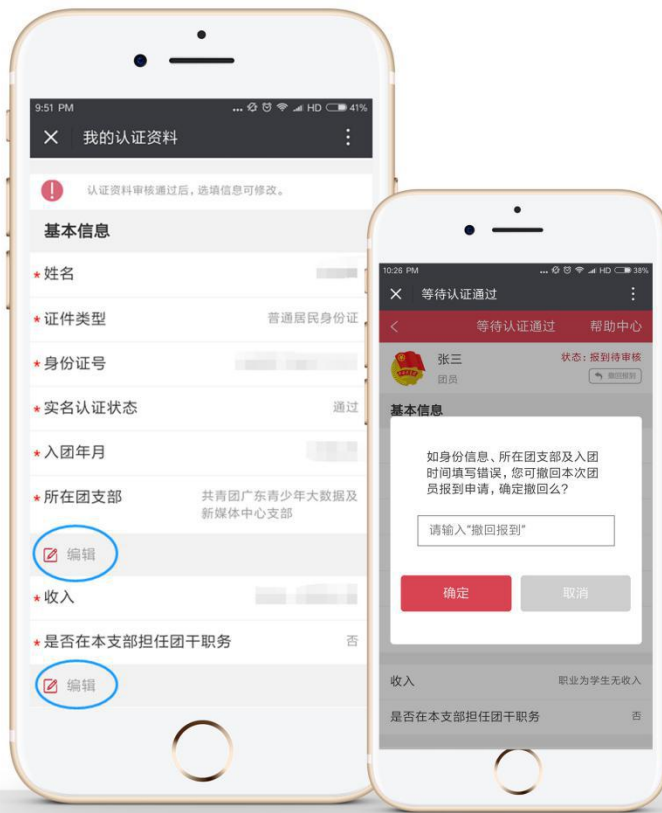 9:51 PM
... HD 41%
我的认证资料
认证资料审核通过后，选填信息可修改。
基本信息
*姓名
*证件类型
普通居民身份证
*身份证号
*实名认证状态
通过
*入团年月
*所在团支部
共青团广东青少年大数据及
新媒体中心支部
编辑
*收入
*是否在本支部担任团干职务
否
编辑
10:26 PM
... HD 38%
等待认证通过
等待认证通过
帮助中心
张三
状态：报到待审核
团员
撤回报到
基本信息
如身份信息、所在团支部及入团
时间填写错误，您可撤回本次团
员报到申请，确定撤回么？
请输入"撤回报到"
确定
取消
收入
职业为学生无收入
是否在本支部担任团干职务
否